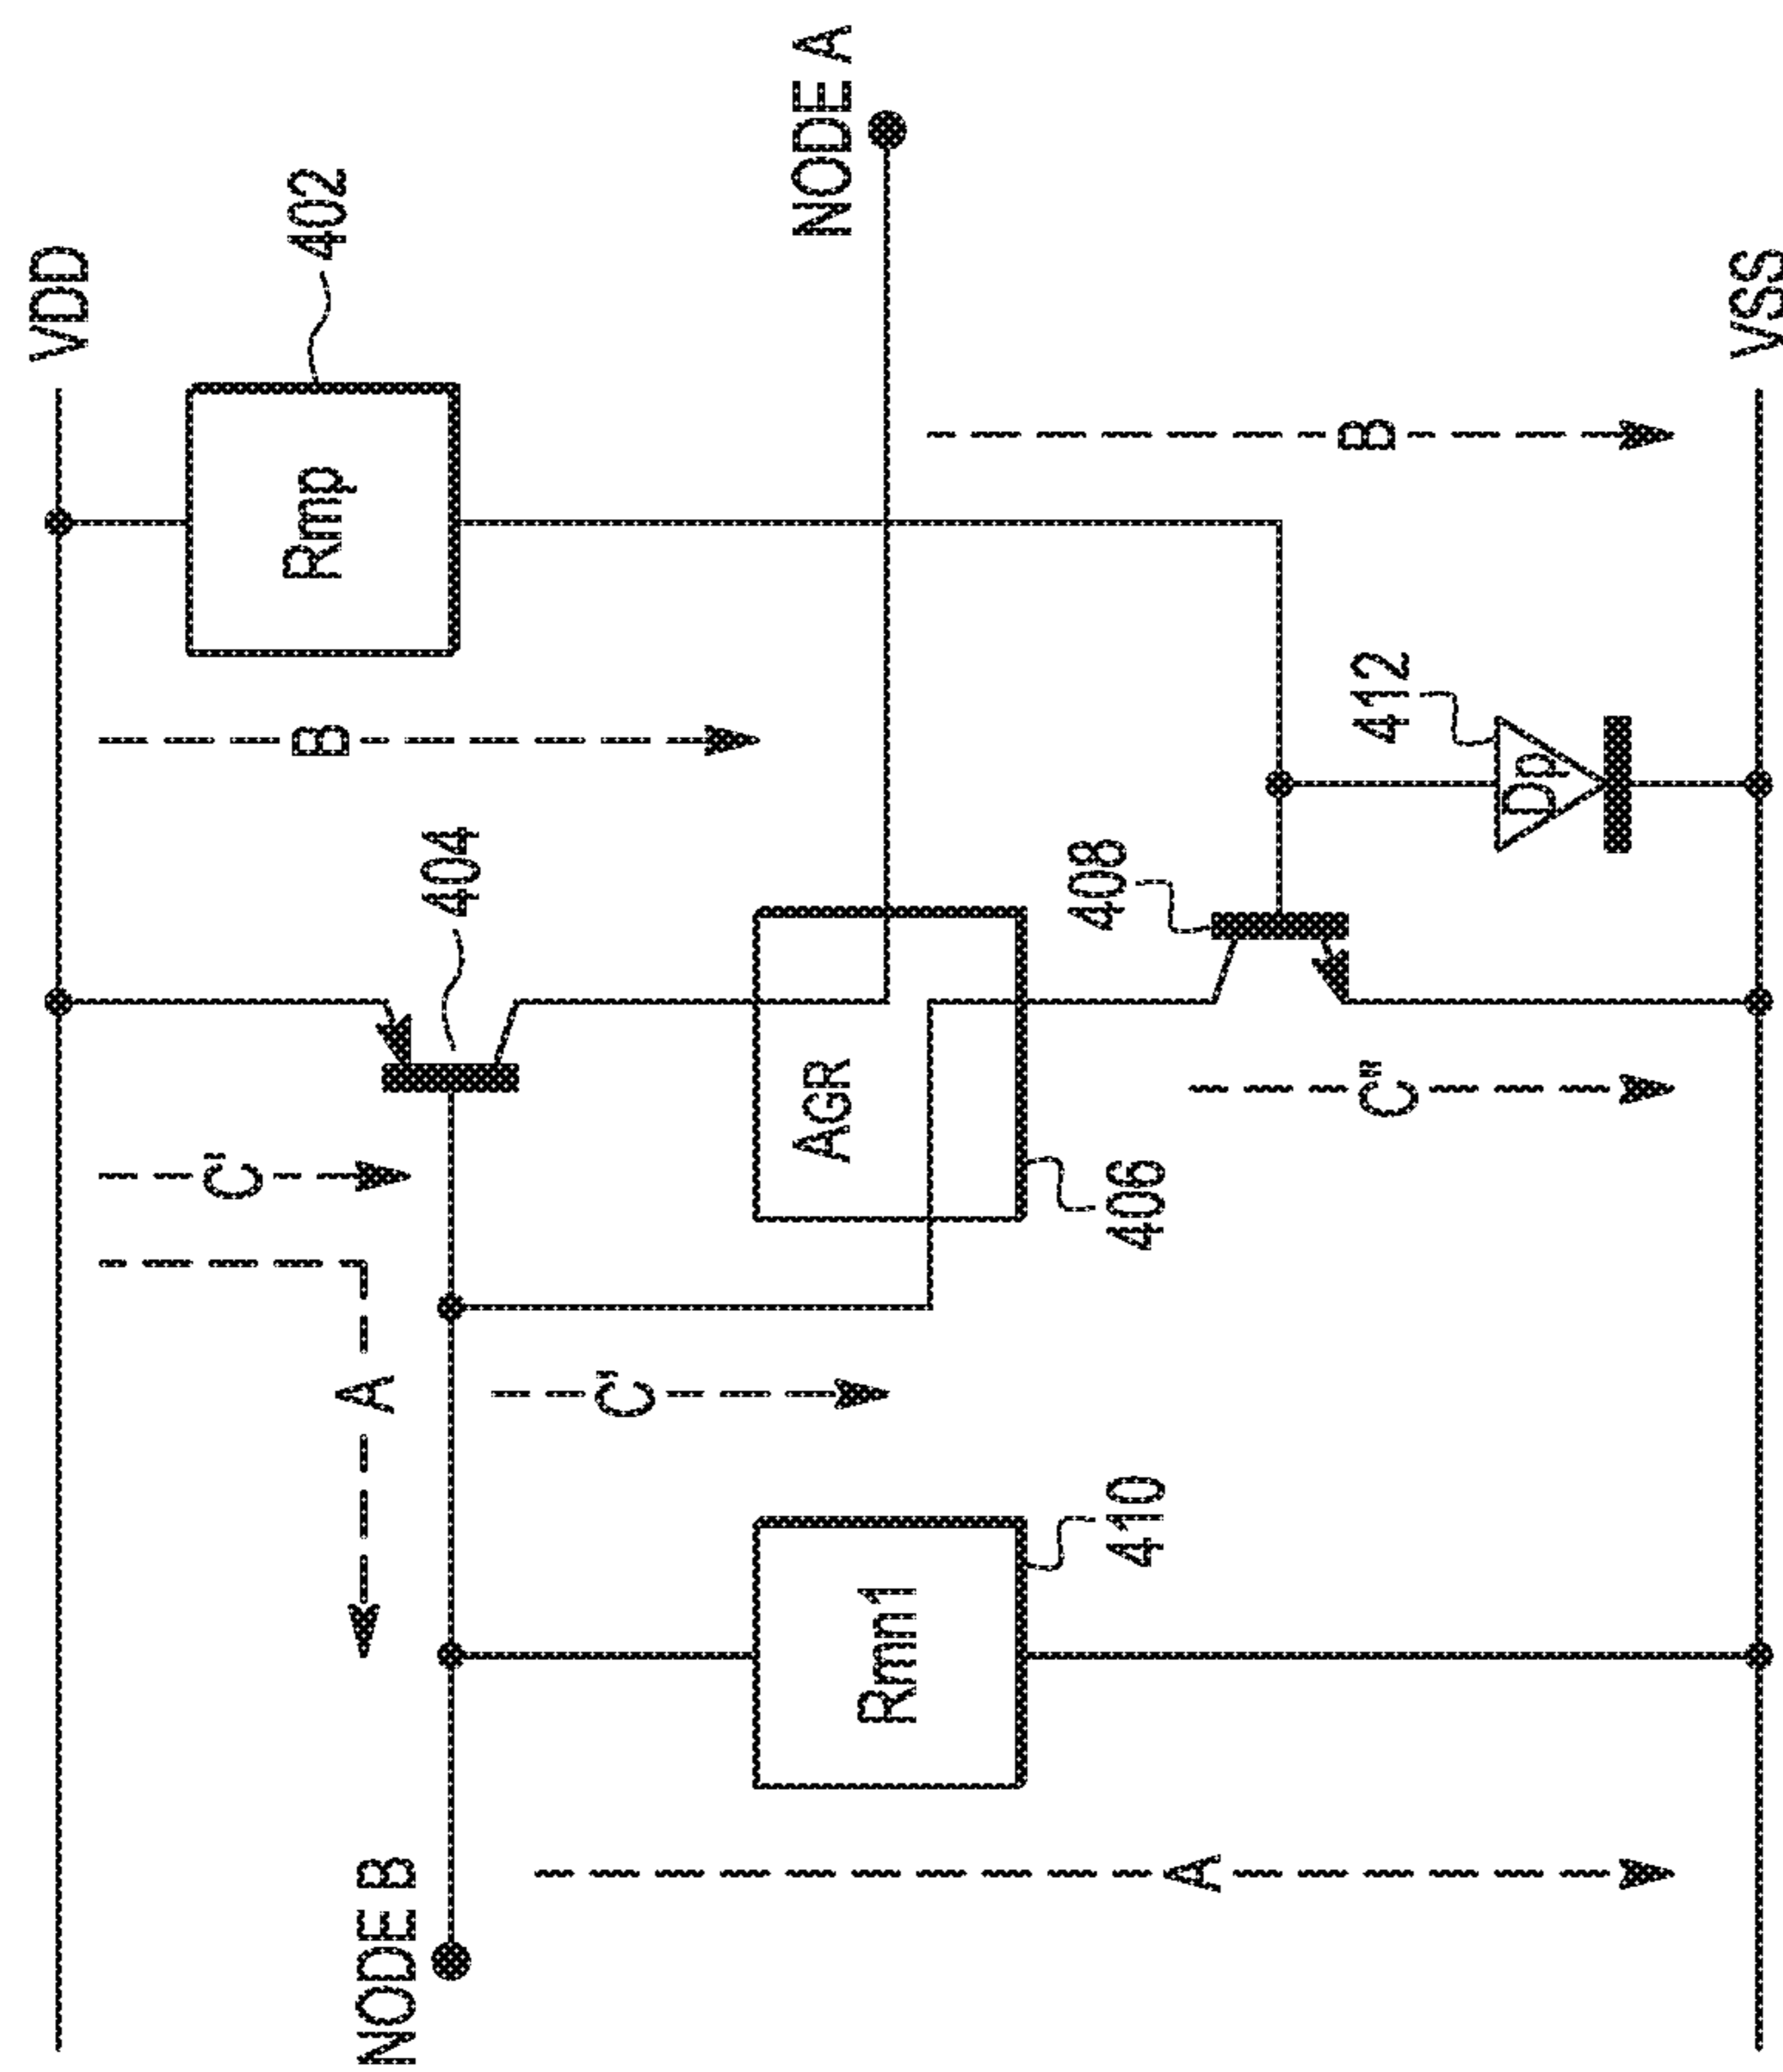 VDD
402
Rmp
NODE A
B
B
404
C'
A
AGR
406
408
412
Dp
VSS
C"
C"
NODE B
Rmn1
410
A